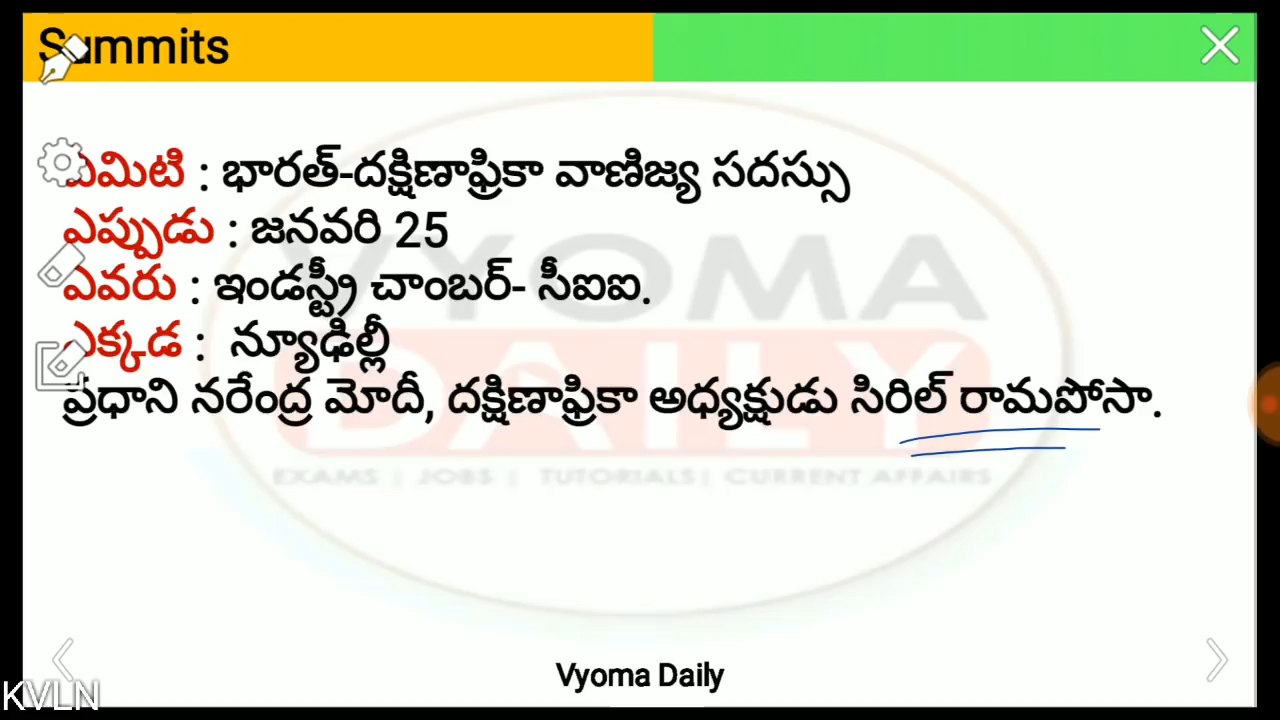 Summits
ఏమిటి : భారత్-దక్షిణాఫ్రికా వాణిజ్య సదస్సు
ఎప్పుడు : జనవరి 25
ఎవరు : ఇండస్ట్రీ చాంబర్- సీఐఐ.
ఎక్కడ : న్యూఢిల్లీ
ప్రధాని నరేంద్ర మోదీ, దక్షిణాఫ్రికా అధ్యక్షుడు సిరిల్ రామపోసా.
VYOMA
DAILY
EXAMS | JOBS | TUTORIALS | CURRENT AFFAIRS
Vyoma Daily
KVLN